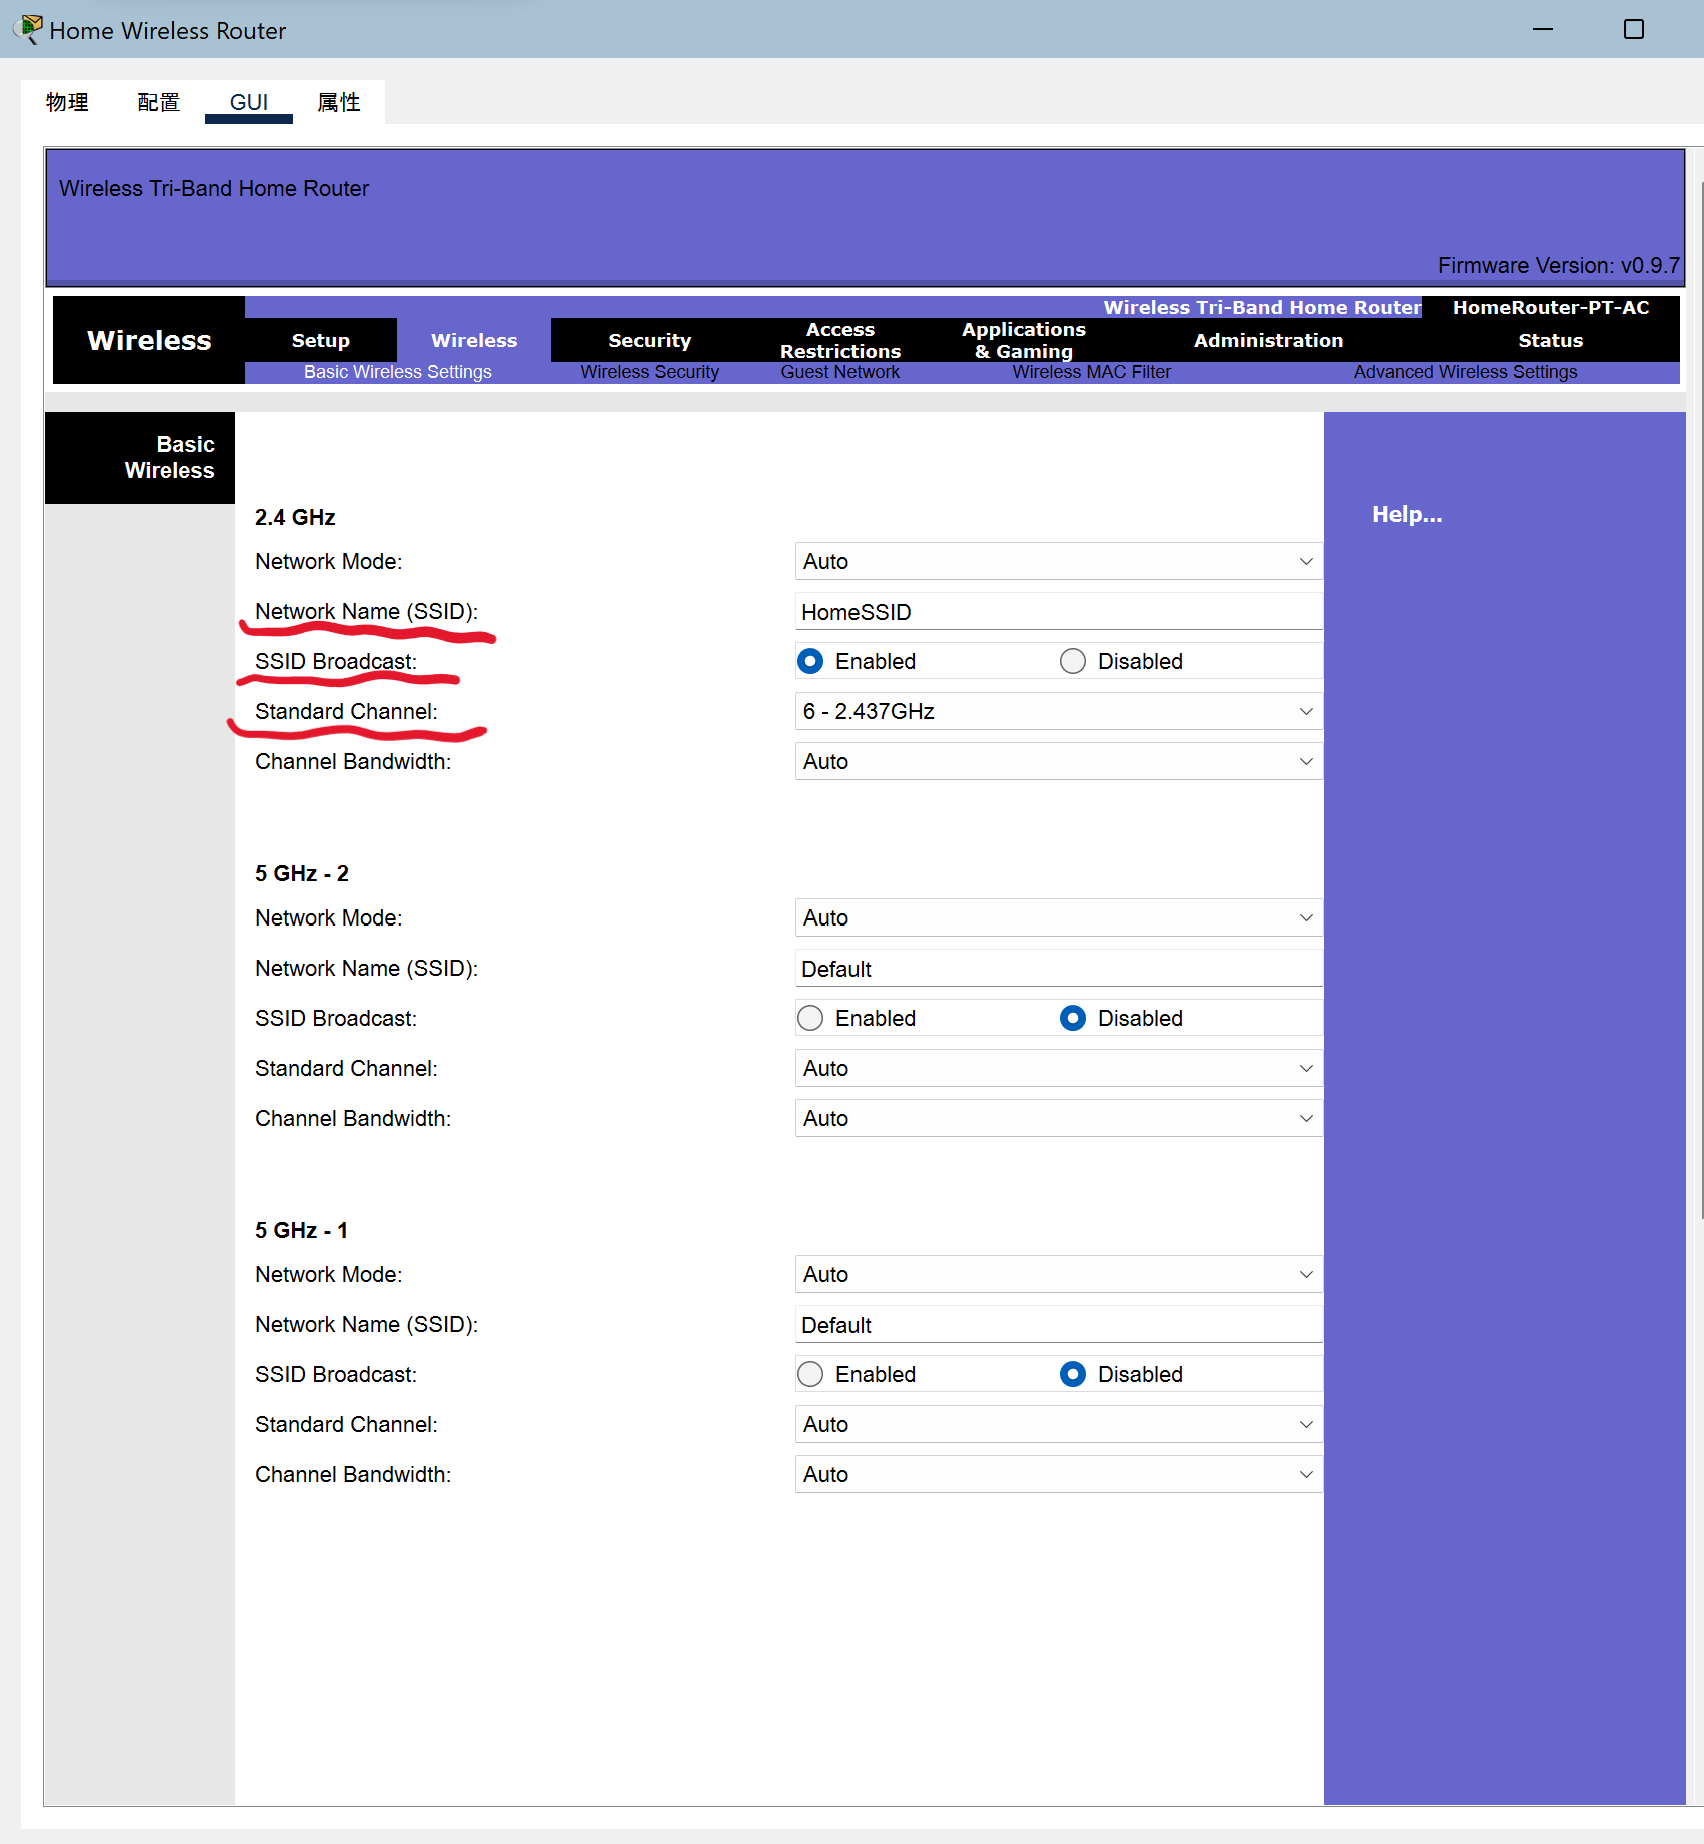 Home Wireless Router
物理 配置 GUI 属性
Wireless Tri-Band Home Router
Firmware Version: v0.9.7
Wireless Tri-Band Home Router HomeRouter-PT-AC
Wireless
Setup Wireless Security Access Restrictions Applications & Gaming Administration Status
Basic Wireless Settings Wireless Security Guest Network Wireless MAC Filter Advanced Wireless Settings
Basic
Wireless
Help...
2.4 GHz
Network Mode: Auto
Network Name (SSID): HomeSSID
SSID Broadcast: Enabled Disabled
Standard Channel: 6 - 2.437GHz
Channel Bandwidth: Auto
5 GHz - 2
Network Mode: Auto
Network Name (SSID): Default
SSID Broadcast: Enabled Disabled
Standard Channel: Auto
Channel Bandwidth: Auto
5 GHz - 1
Network Mode: Auto
Network Name (SSID): Default
SSID Broadcast: Enabled Disabled
Standard Channel: Auto
Channel Bandwidth: Auto